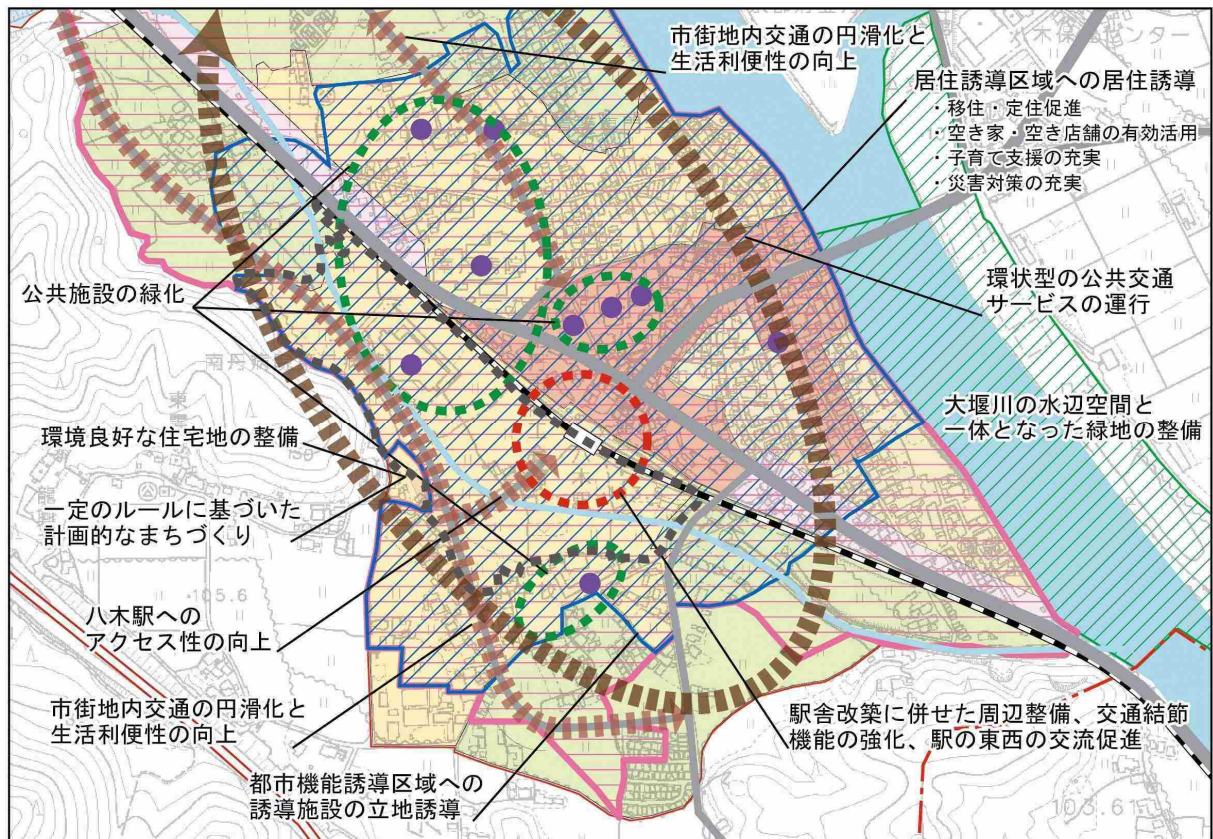 市街地内交通の円滑化と
生活利便性の向上
居住誘導区域への居住誘導
・移住・定住促進
・空き家・空き店舗の有効活用
・子育て支援の充実
・災害対策の充実
公共施設の緑化
環状型の公共交通
サービスの運行
大堰川の水辺空間と
一体となった緑地の整備
環境良好な住宅地の整備
一定のルールに基づいた
計画的なまちづくり
八木駅への
アクセス性の向上
市街地内交通の円滑化と
生活利便性の向上
都市機能誘導区域への
誘導施設の立地誘導
駅舎改築に併せた周辺整備、交通結節
機能の強化、駅の東西の交流促進
105.6
103.61